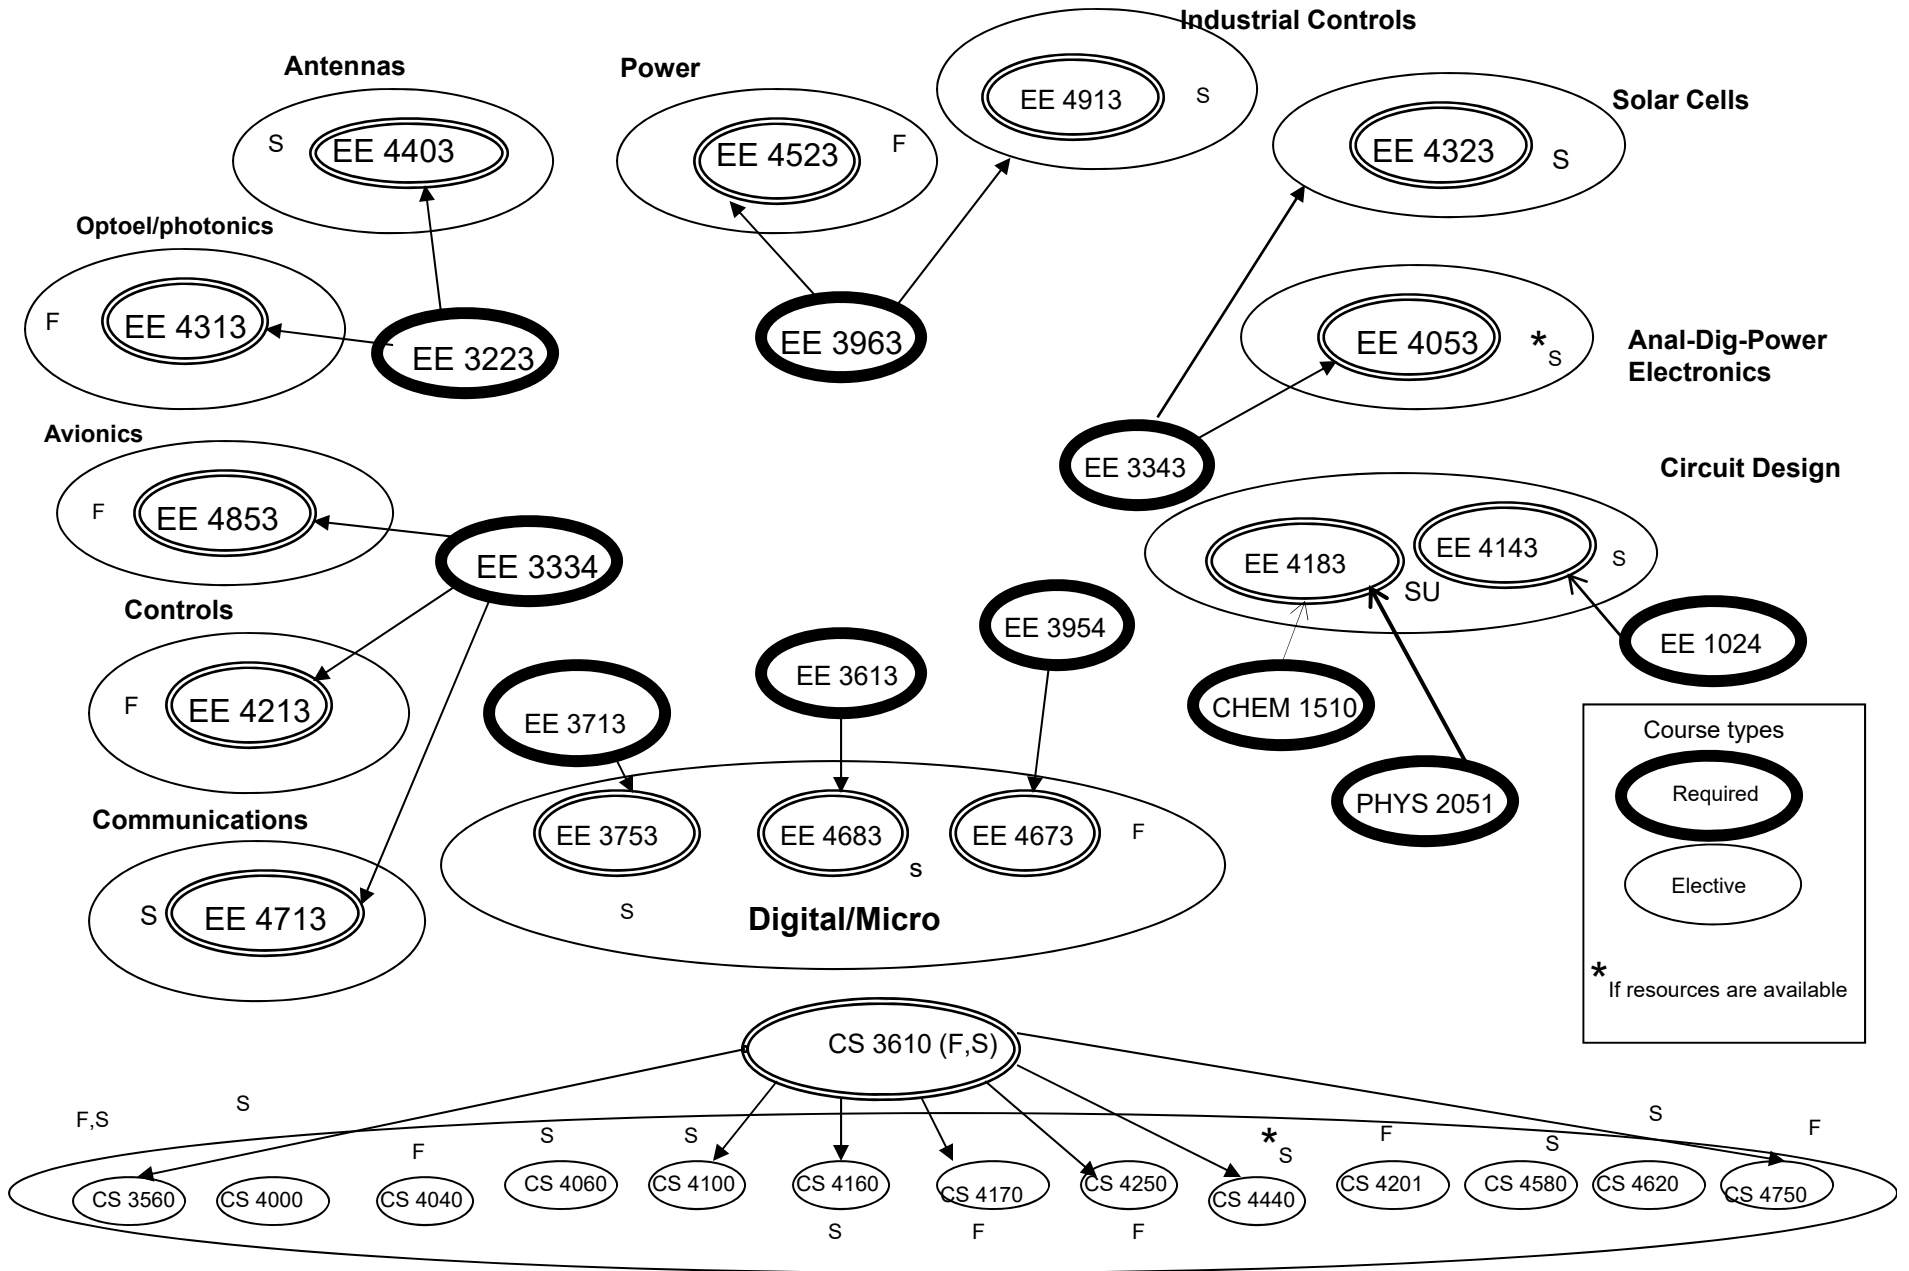 Industrial Controls
Antennas
Power
EE 4913
S
Solar Cells
S
EE 4403
EE 4523
F
EE 4323
S
Optoel/photonics
F
EE 4313
EE 3223
EE 3963
EE 4053
*
S
Anal-Dig-Power
Electronics
Avionics
EE 3343
Circuit Design
F
EE 4853
EE 3334
EE 4183
EE 4143
S
SU
Controls
EE 3954
EE 1024
EE 3613
F
EE 4213
EE 3713
CHEM 1510
PHYS 2051
Course types
Required
Elective
*
If resources are available
Communications
S
EE 4713
EE 3753
EE 4683
EE 4673
F
s
S
Digital/Micro
CS 3610 (F,S)
F,S
S
F
S
S
*
S
F
S
S
F
CS 3560
CS 4000
CS 4040
CS 4060
CS 4100
CS 4160
CS 4170
CS 4250
CS 4440
CS 4201
CS 4580
CS 4620
CS 4750
S
F
F